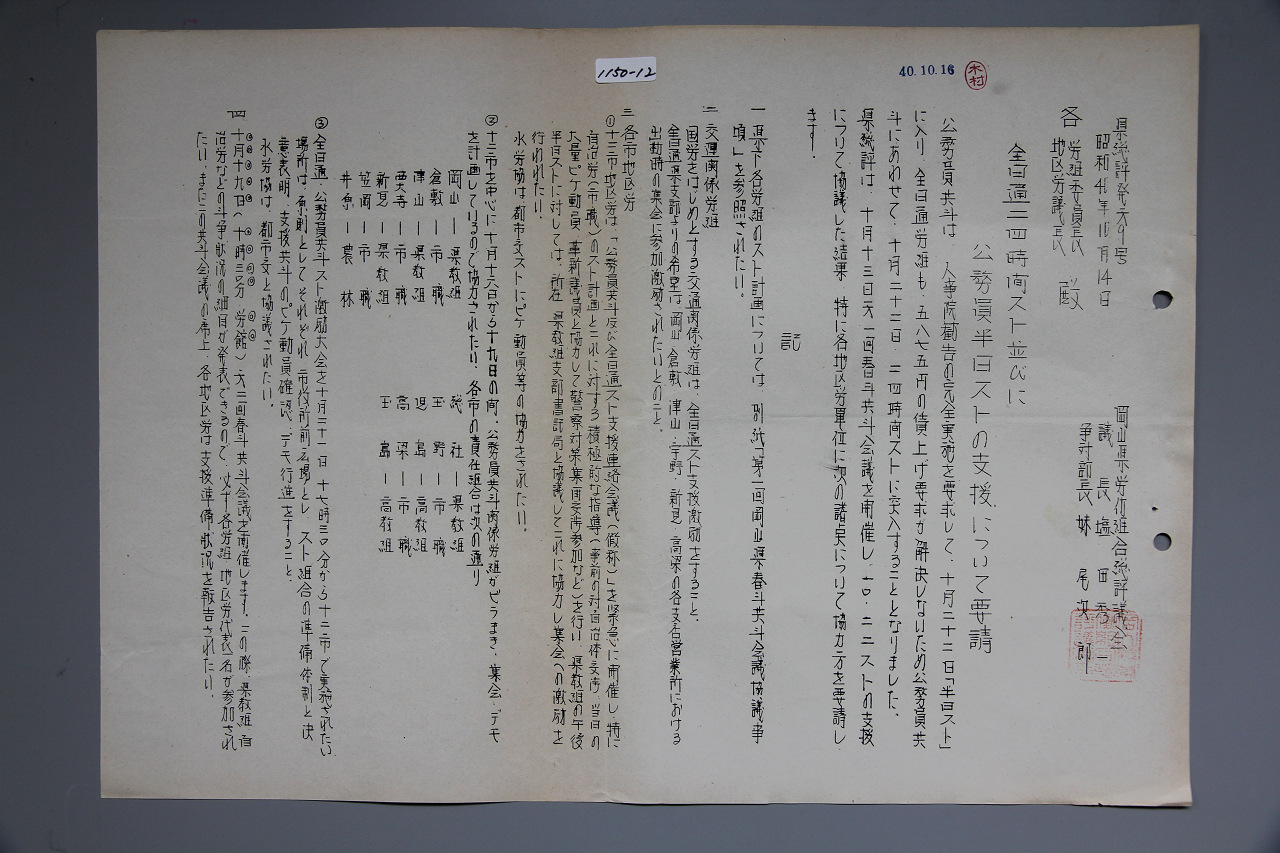 1150-12
40.10.16
木村
県総評発六91号
昭和40年10月14日
各 労組委員長 地区労議長 殿
岡山県労働組合総評議会
議長 塩田秀一
争対部長 妹尾次郎
全日通二四時間スト並びに
公務員半日ストの支援について要請
公務員共斗は、人事院勧告の完全実施を要求して、十月二十二日「半日スト」
に入り、全日通労組も、五八七五円の債上げ要求が解決しないため公務員共
斗にあわせて、十月二十二日、二四時間ストに突入することとなりました。
県総評は、十月十三日第一回春斗共斗会議を開催し、一〇・二二ストの支援
について協議した結果、特に各地区労単位に次の諸点について協力方を要請し
ます。
記
一 県下各労組のスト計画については、別紙「第一回岡山県春斗共斗会議協議事
項」を参照されたい。
二 交運関係労組
国労をはじめとする交通関係労組は、全日通スト支援激励をすること。
全日通県支部よりの希望は、岡山、倉敷、津山、宇野、新見、高梁の各支店営業所における
出勤時の集会に参加激励されたいとのこと。
三 各市地区労
①十三市地区労は、「公務員共斗及び全日通スト支援連絡会議(仮称)」を緊急に開催し、特に
自治労(市職)のスト計画とこれに対する積極的な指導(事前の対自治体交渉、当日の
大量ピケ動員、革新議員と協力して警察対策集団交渉参加など)を行い、県教組の午後
半日ストに対しては、所在、県教組支部書記局と協議してこれに協力し集会への激励を
行われたい。
水労協は都市交ストにピケ動員等の協力をされたい。
②十三市を中心に十月十六日から十九日の間、公務員共斗関係労組がビラまき、集会、デモ
を計画しているのでご協力されたい。各市の責任組合は次の通り
岡山―県教組 総社―県教組
倉敷―市職 玉野―市職
津山―県教組 児島―高教組
西大寺―市職 高梁―市職
新見―県教組 玉島―高教組
笠岡―市職
井原―農林
③全日通、公務員共斗スト激励大会を十月二十一日、十七時三〇分から十三市で実施されたい
場所は、原則としてそれぞれ市役所前広場とし、スト組合の準備体制と決
意表明、支援共斗のピケ動員確認、デモ行進をすること。
水労協は、都市交と協議されたい。
四 十月十九日(十時三〇分、労館)、第二回春斗共斗会議を開催します。この際、県教組、自
治労などの斗争状況の細目が発表できるので、必ず各労組、地区労代表一名が参加され
たい。またこの共斗会議の席上、各地区労は支援準備状況を報告されたい。